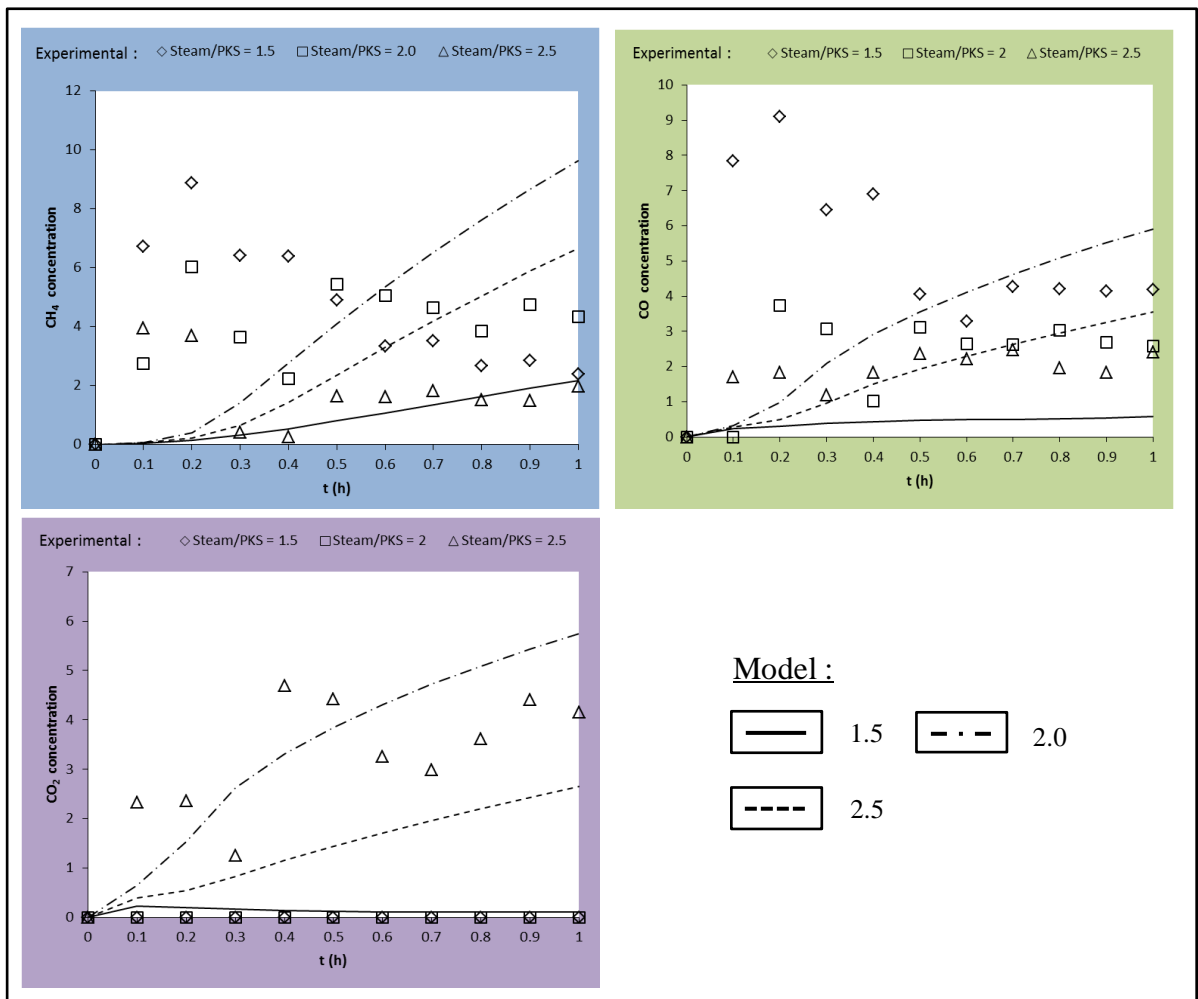 Experimental : ◇ Steam/PKS = 1.5 □ Steam/PKS = 2.0 △ Steam/PKS = 2.5
12
10
8
6
4
2
0
CH₄ concentration
0 0.1 0.2 0.3 0.4 0.5 0.6 0.7 0.8 0.9 1
t (h)
Experimental : ◇ Steam/PKS = 1.5 □ Steam/PKS = 2 △ Steam/PKS = 2.5
10
9
8
7
6
5
4
3
2
1
0
CO concentration
0 0.1 0.2 0.3 0.4 0.5 0.6 0.7 0.8 0.9 1
t (h)
Experimental : ◇ Steam/PKS = 1.5 □ Steam/PKS = 2 △ Steam/PKS = 2.5
7
6
5
4
3
2
1
0
CO₂ concentration
0 0.1 0.2 0.3 0.4 0.5 0.6 0.7 0.8 0.9 1
t (h)
Model :
1.5 2.0
2.5